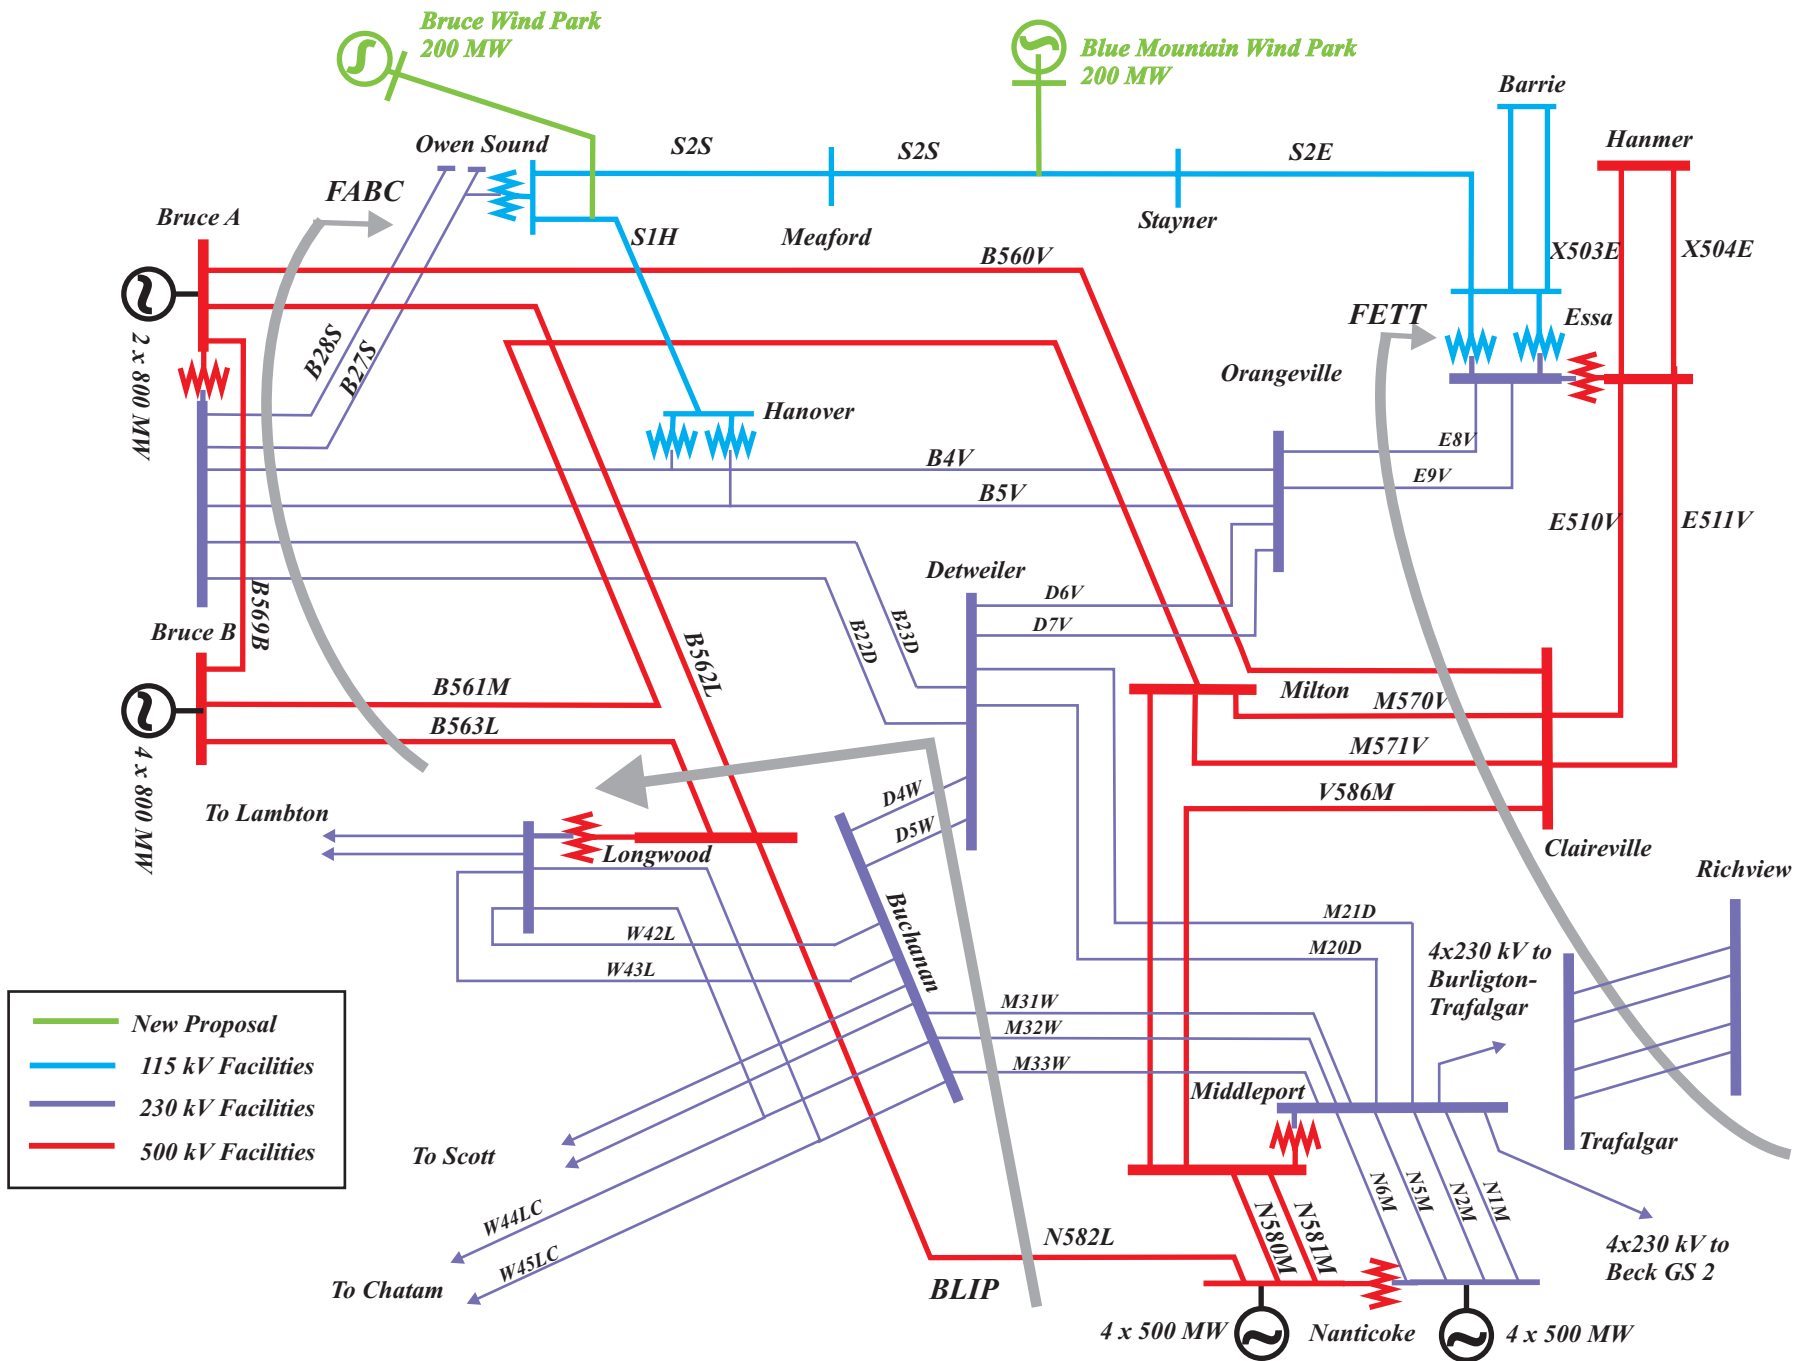 Bruce Wind Park
200 MW
Blue Mountain Wind Park
200 MW
Barrie
Hanmer
Owen Sound
S2S
S2S
S2E
FABC
Bruce A
Meaford
Stayner
S1H
B560V
X503E
X504E
2 x 800 MW
B28S
B27S
FETT
Essa
Orangeville
Hanover
B4V
E8V
E9V
B5V
E510V
E511V
Detweiler
B569B
Bruce B
D6V
D7V
B23D
B22D
B562L
B561M
B563L
Milton
M570V
M571V
V586M
4 x 800 MW
To Lambton
D4W
D5W
Longwood
Claireville
Richview
Buchanan
W42L
W43L
M21D
M20D
4x230 kV to
Burligton-
Trafalgar
M31W
M32W
M33W
Middleport
Trafalgar
New Proposal
115 kV Facilities
230 kV Facilities
500 kV Facilities
To Scott
W44LC
W45LC
To Chatam
N582L
N580M
N581M
N6M
N5M
N2M
N1M
4x230 kV to
Beck GS 2
BLIP
4 x 500 MW
Nanticoke
4 x 500 MW